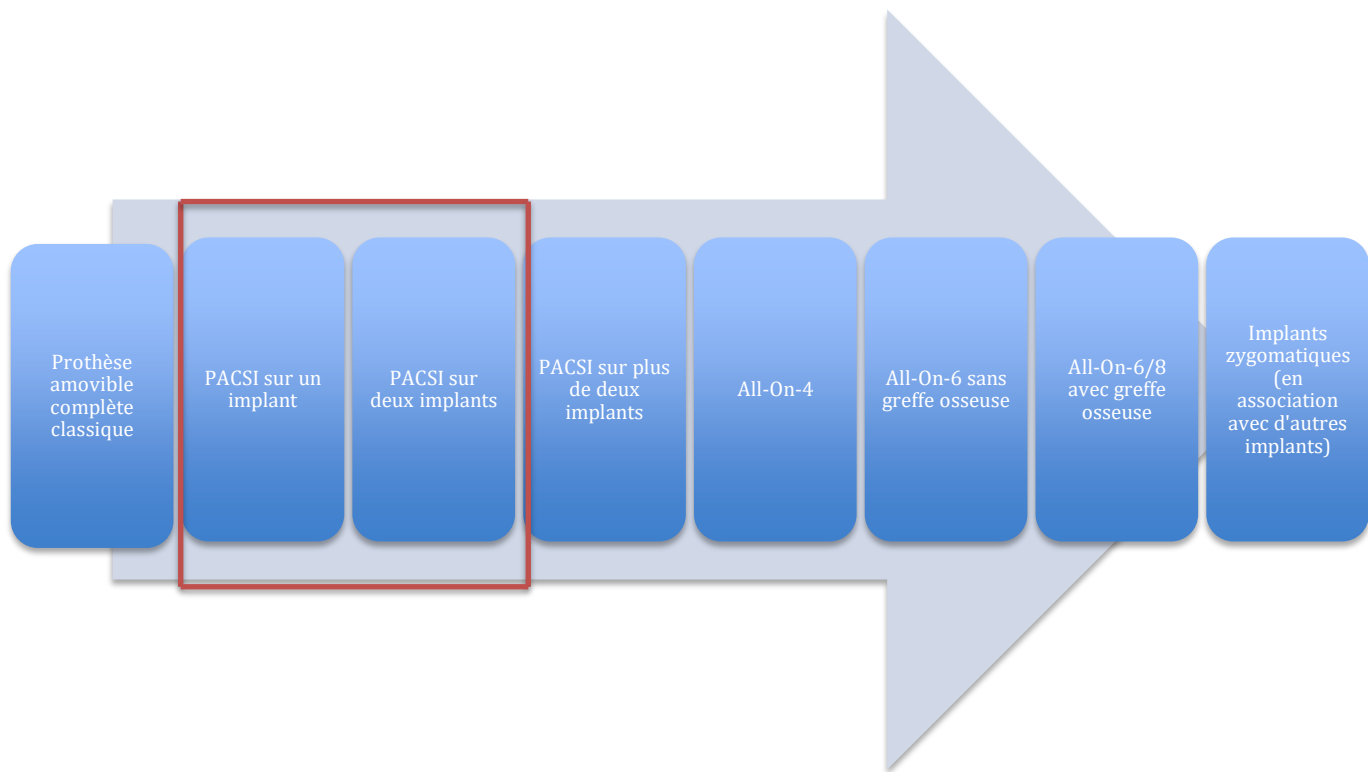 Prothèse
amovible
complète
classique
PACSI sur un
implant
PACSI sur
deux implants
PACSI sur plus
de deux
implants
All-On-4
All-On-6 sans
greffe osseuse
All-On-6/8
avec greffe
osseuse
Implants
zygomatiques
(en
association
avec d'autres
implants)